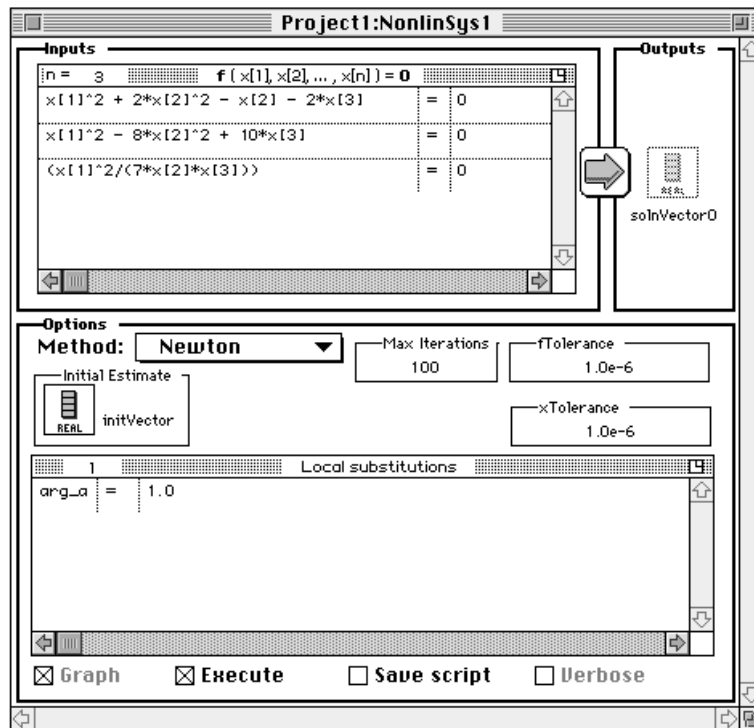 Project1:NonlinSys1
Inputs
Outputs
n = 3 f ( x[1], x[2], ... , x[n] ) = 0
x[1]^2 + 2*x[2]^2 - x[2] - 2*x[3] = 0
x[1]^2 - 8*x[2]^2 + 10*x[3] = 0
(x[1]^2/(7*x[2]*x[3])) = 0
REAL
solnVector0
Options
Method: Newton
Max Iterations
100
fTolerance
1.0e-6
Initial Estimate
REAL
initVector
xTolerance
1.0e-6
1 Local substitutions
arg_a = 1.0
Graph Execute Save script Verbose